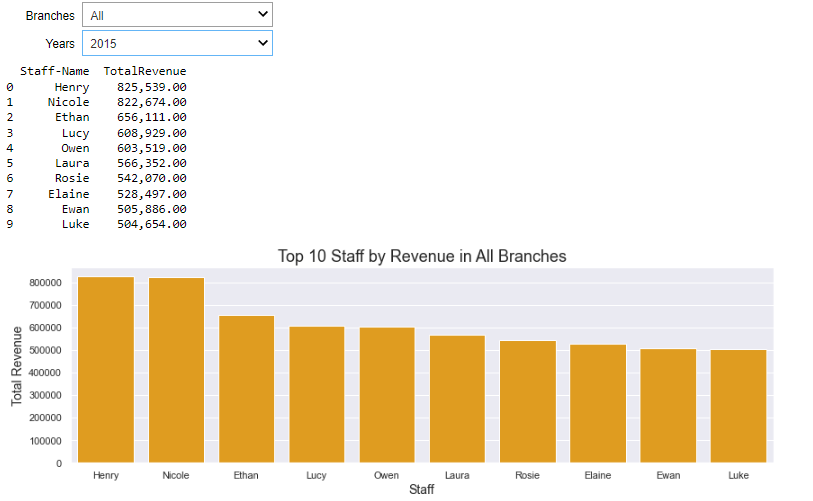 Branches All
Years 2015
Staff-Name TotalRevenue
0 Henry 825,539.00
1 Nicole 822,674.00
2 Ethan 656,111.00
3 Lucy 608,929.00
4 Owen 603,519.00
5 Laura 566,352.00
6 Rosie 542,070.00
7 Elaine 528,497.00
8 Ewan 505,886.00
9 Luke 504,654.00
Top 10 Staff by Revenue in All Branches
800000
700000
600000
500000
400000
300000
200000
100000
0
Total Revenue
Henry Nicole Ethan Lucy Owen Laura Rosie Elaine Ewan Luke
Staff